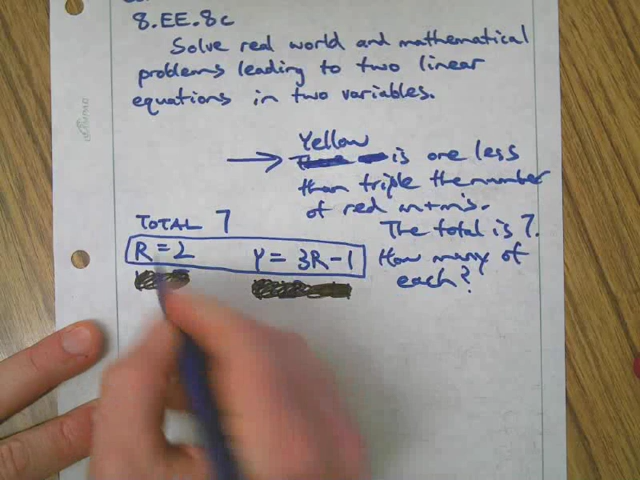 8.EE.8c
Solve real world and mathematical
problems leading to two linear
equations in two variables.
Yellow
→ is one less
than triple the number
of red m+m's.
TOTAL 7
The total is 7.
R = 2 Y = 3R - 1
How many of
each?